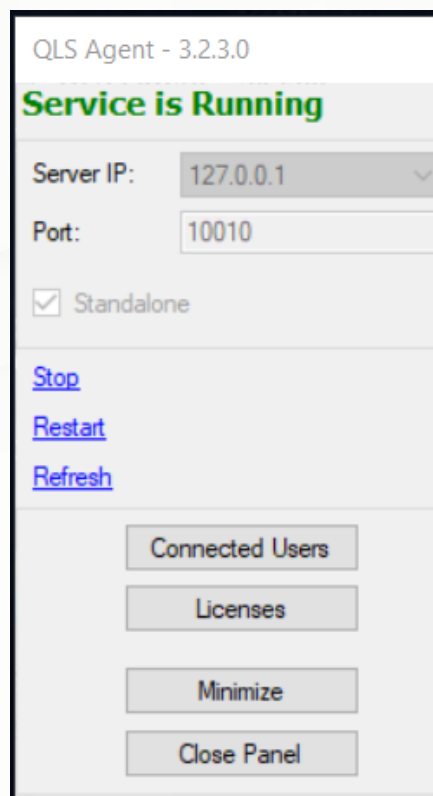 QLS Agent - 3.2.3.0
Service is Running
Server IP: 127.0.0.1
Port: 10010
Standalone
Stop
Restart
Refresh
Connected Users
Licenses
Minimize
Close Panel